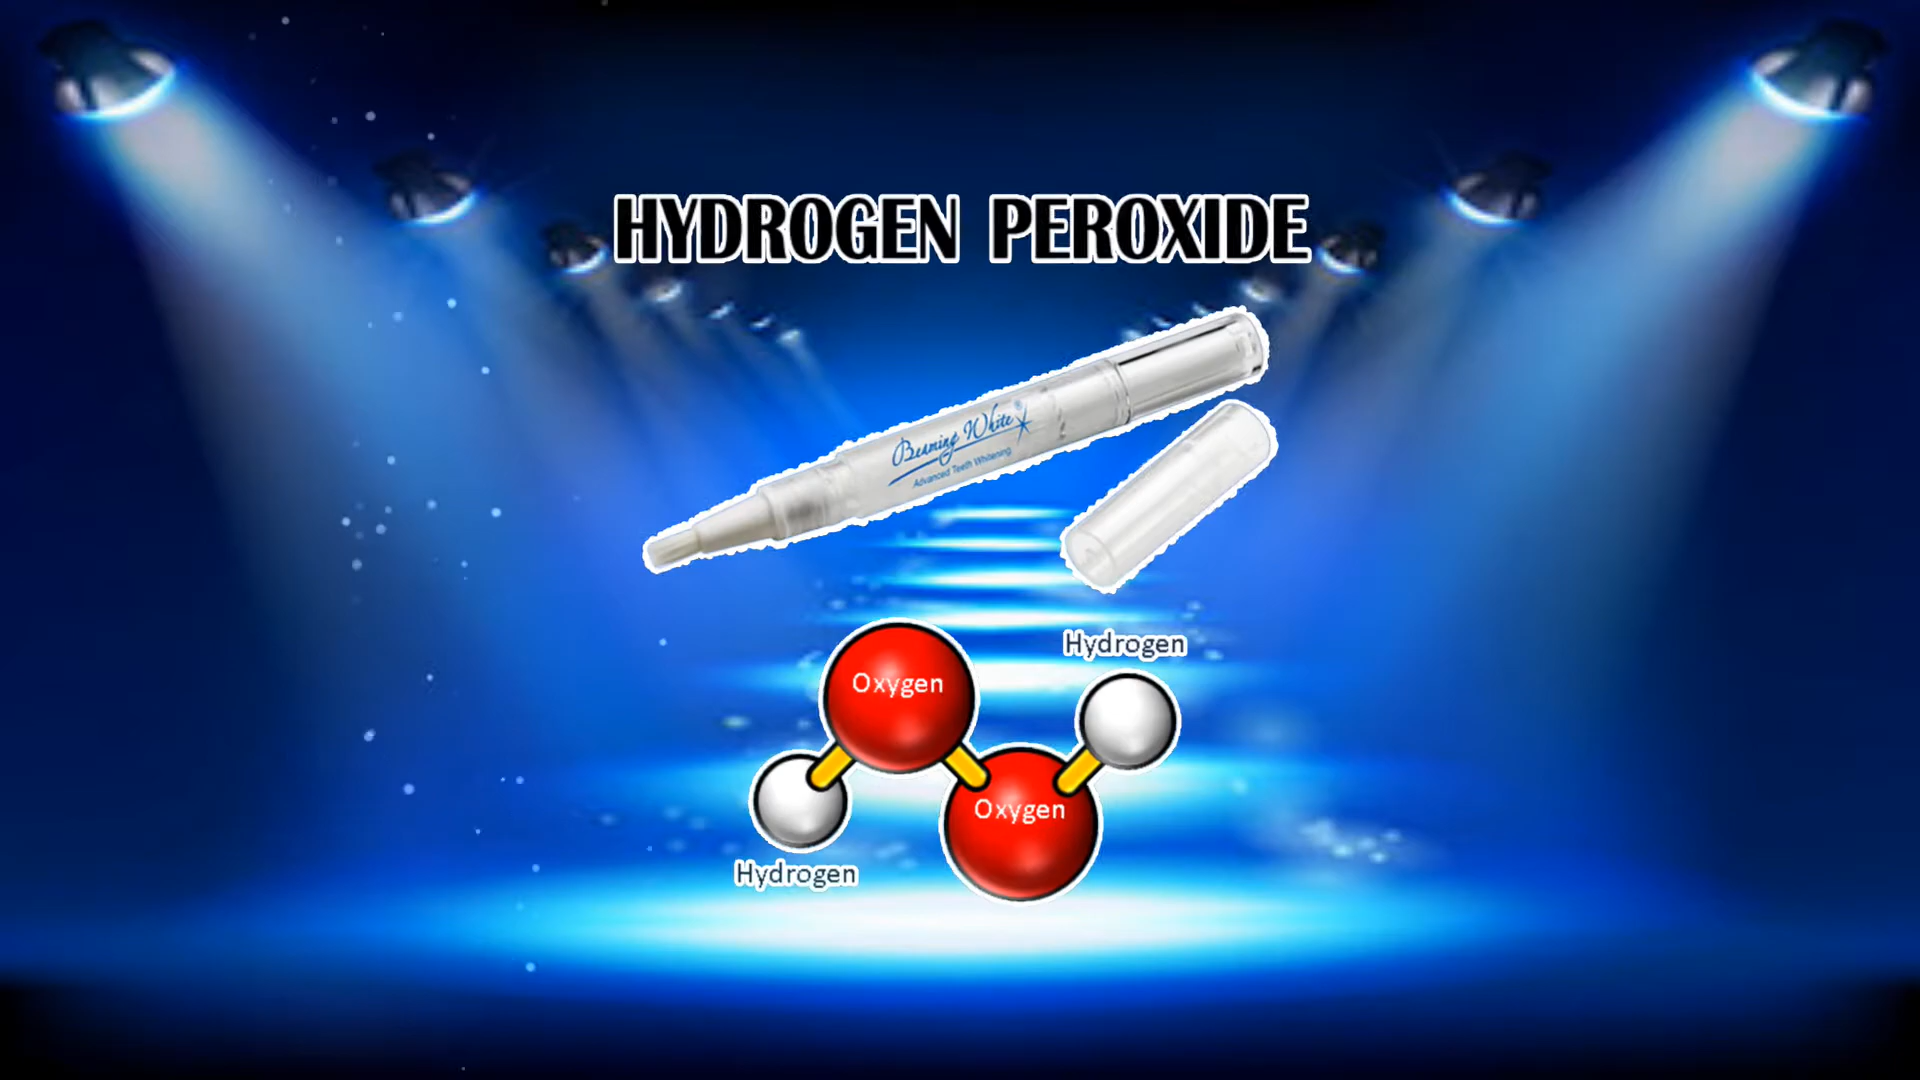 HYDROGEN PEROXIDE
Beaming White
Advanced Teeth Whitening
Hydrogen
Oxygen
Oxygen
Hydrogen